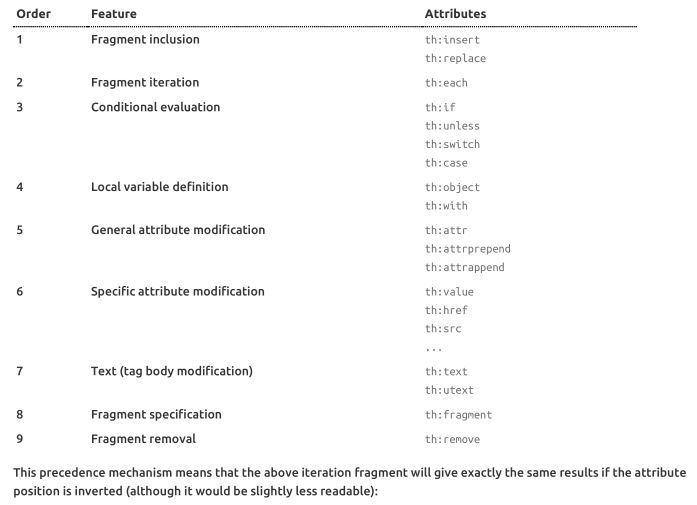 Order Feature Attributes
1 Fragment inclusion th:insert
th:replace
2 Fragment iteration th:each
3 Conditional evaluation th:if
th:unless
th:switch
th:case
4 Local variable definition th:object
th:with
5 General attribute modification th:attr
th:attrprepend
th:attrappend
6 Specific attribute modification th:value
th:href
th:src
...
7 Text (tag body modification) th:text
th:utext
8 Fragment specification th:fragment
9 Fragment removal th:remove
This precedence mechanism means that the above iteration fragment will give exactly the same results if the attribute
position is inverted (although it would be slightly less readable):